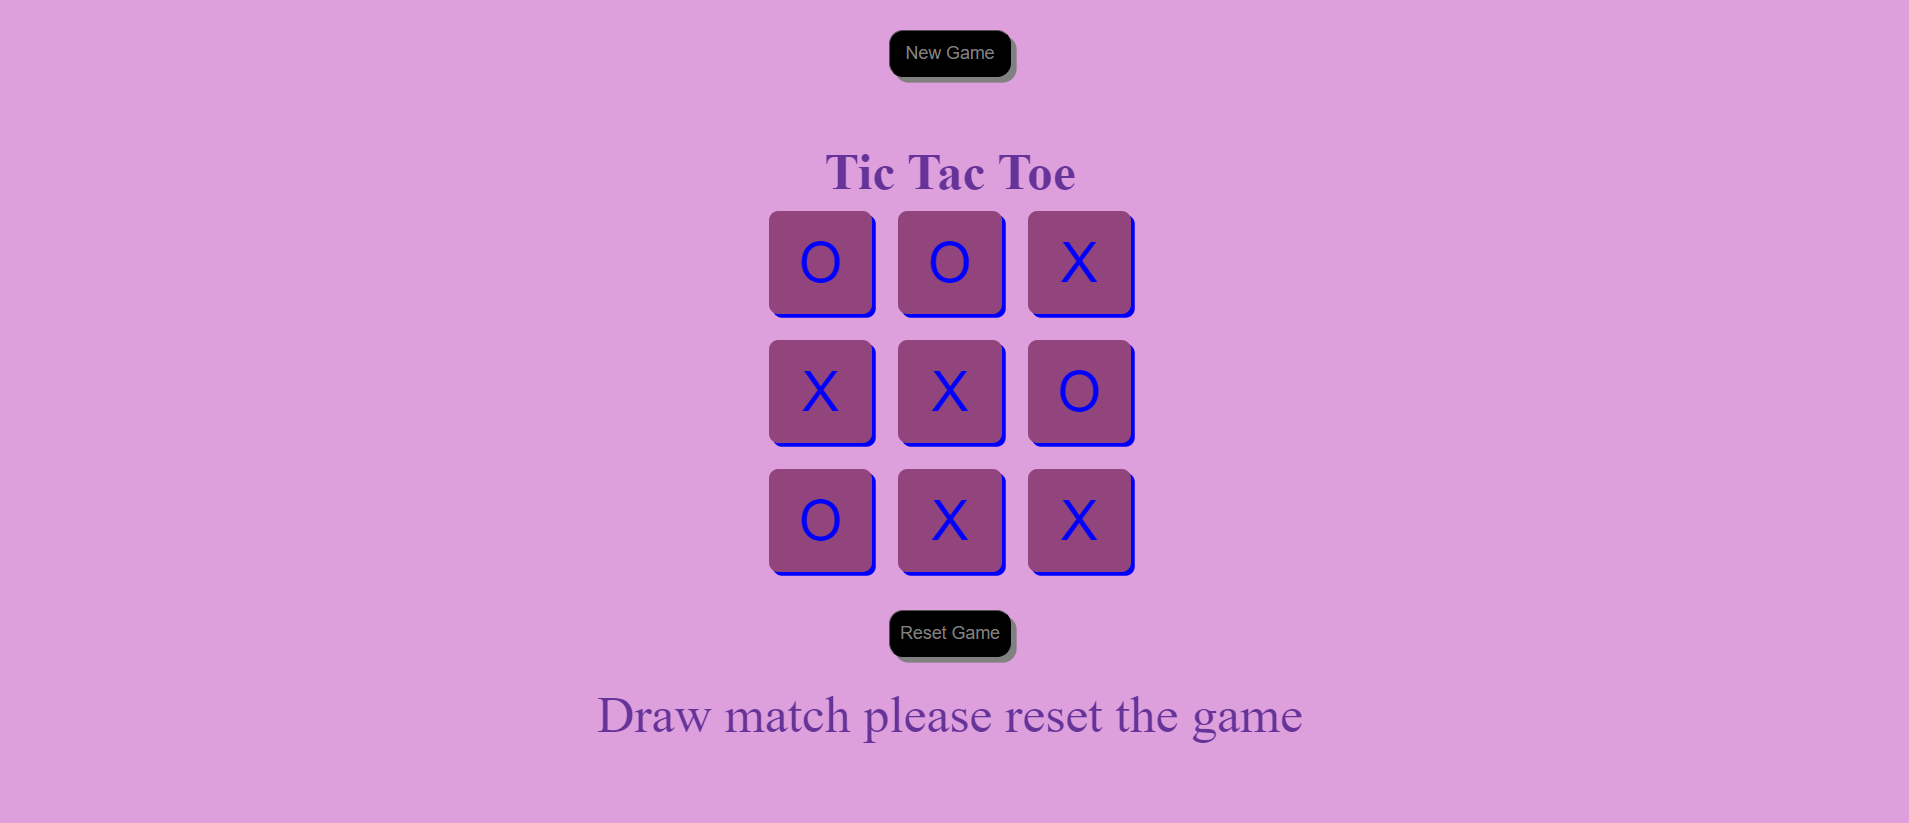 New Game
Tic Tac Toe
O O X
X X O
O X X
Reset Game
Draw match please reset the game